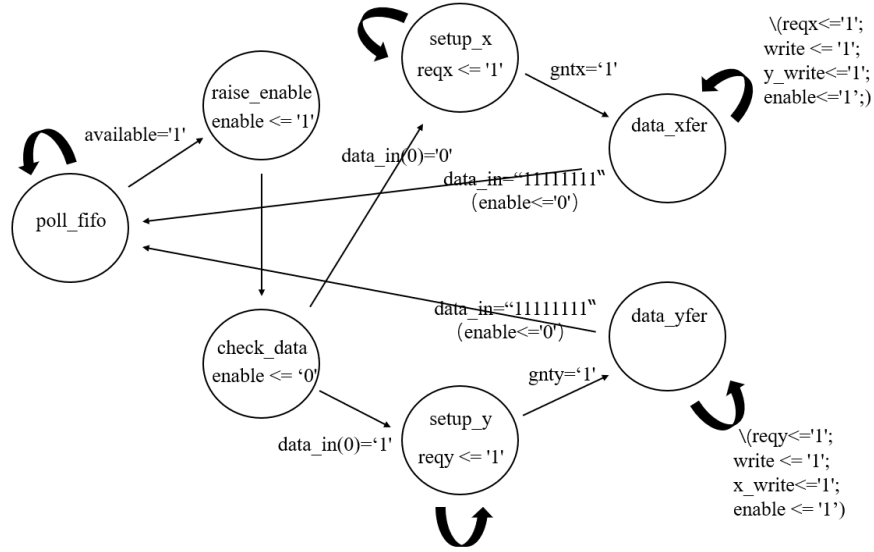 setup_x
reqx <= '1'
gntx=‘1'
\(reqx<='1';
write <= '1';
y_write<='1';
enable<='1’;)
raise_enable
enable <= '1'
available='1'
data_xfer
data_in(0)='0'
data_in=“11111111‟
（enable<='0'）
poll_fifo
data_in=“11111111‟
（enable<='0'）
data_yfer
check_data
enable <= ‘0'
gnty=‘1'
setup_y
reqy <= '1'
data_in(0)=‘1'
\(reqy<='1';
write <= '1';
x_write<='1';
enable <= '1’)